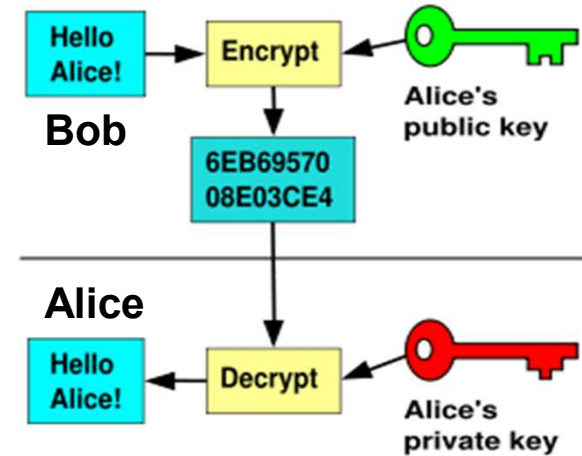 Hello
Alice!
Encrypt
Alice's
public key
Bob
6EB69570
08E03CE4
Alice
Hello
Alice!
Decrypt
Alice's
private key